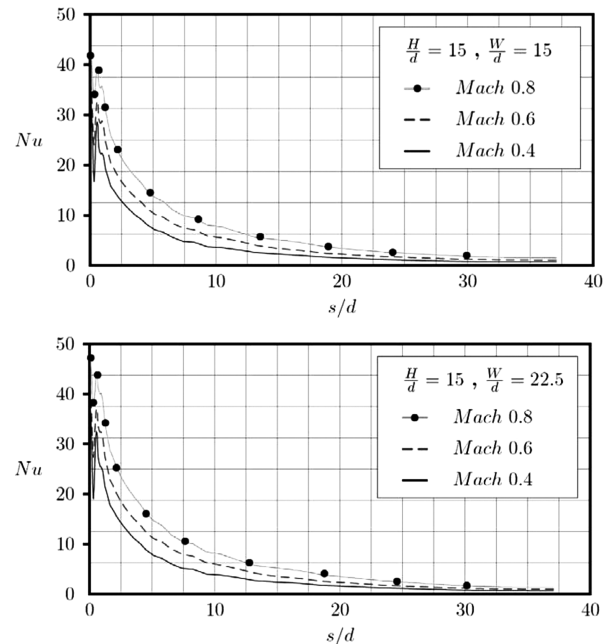 50
40
30
20
10
0
Nu
0 10 20 30 40
s/d
H/d = 15 , W/d = 15
Mach 0.8
Mach 0.6
Mach 0.4
50
40
30
20
10
0
Nu
0 10 20 30 40
s/d
H/d = 15 , W/d = 22.5
Mach 0.8
Mach 0.6
Mach 0.4